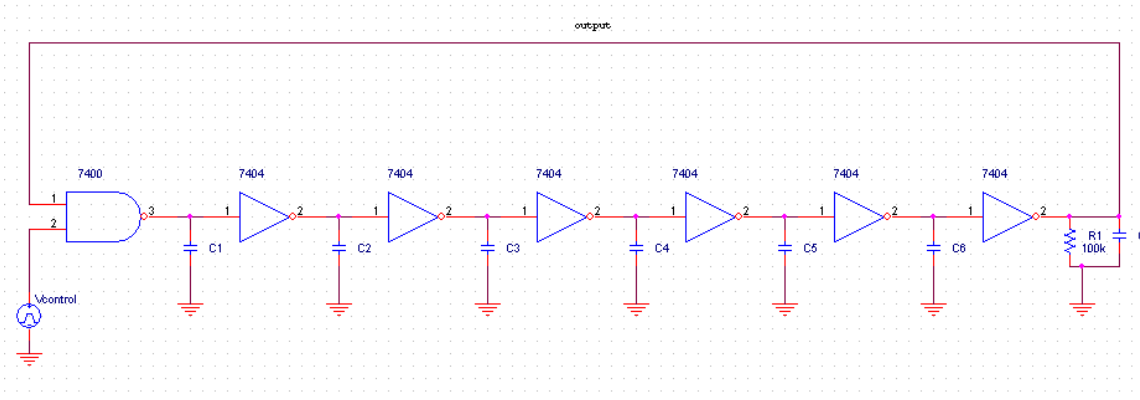 output
7400 7404 7404 7404 7404 7404 7404
1
2
3 1 2 1 2 1 2 1 2 1 2 1 2
C1 C2 C3 C4 C5 C6 R1
100k
Vcontrol